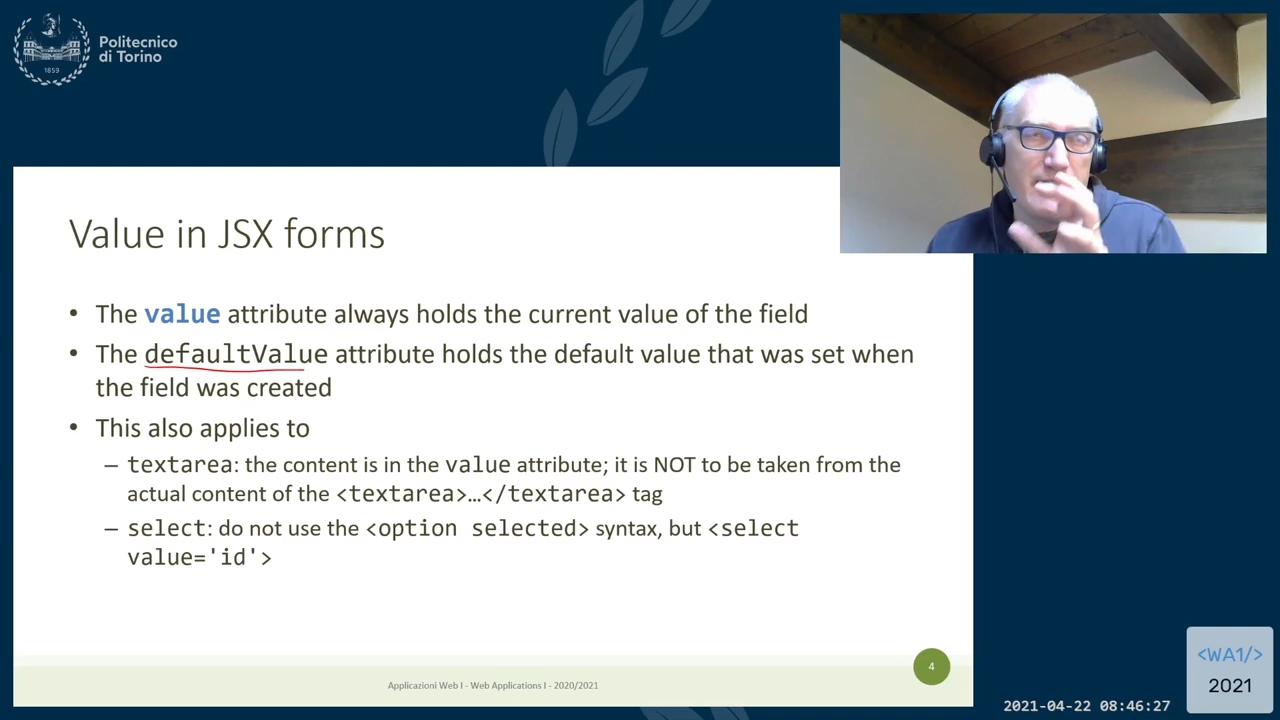 Politecnico
di Torino
1859
Value in JSX forms
• The value attribute always holds the current value of the field
• The defaultValue attribute holds the default value that was set when
the field was created
• This also applies to
– textarea: the content is in the value attribute; it is NOT to be taken from the
actual content of the <textarea>…</textarea> tag
– select: do not use the <option selected> syntax, but <select
value='id'>
Applicazioni Web I - Web Applications I - 2020/2021
4
<WA1/>
2021
2021-04-22 08:46:27